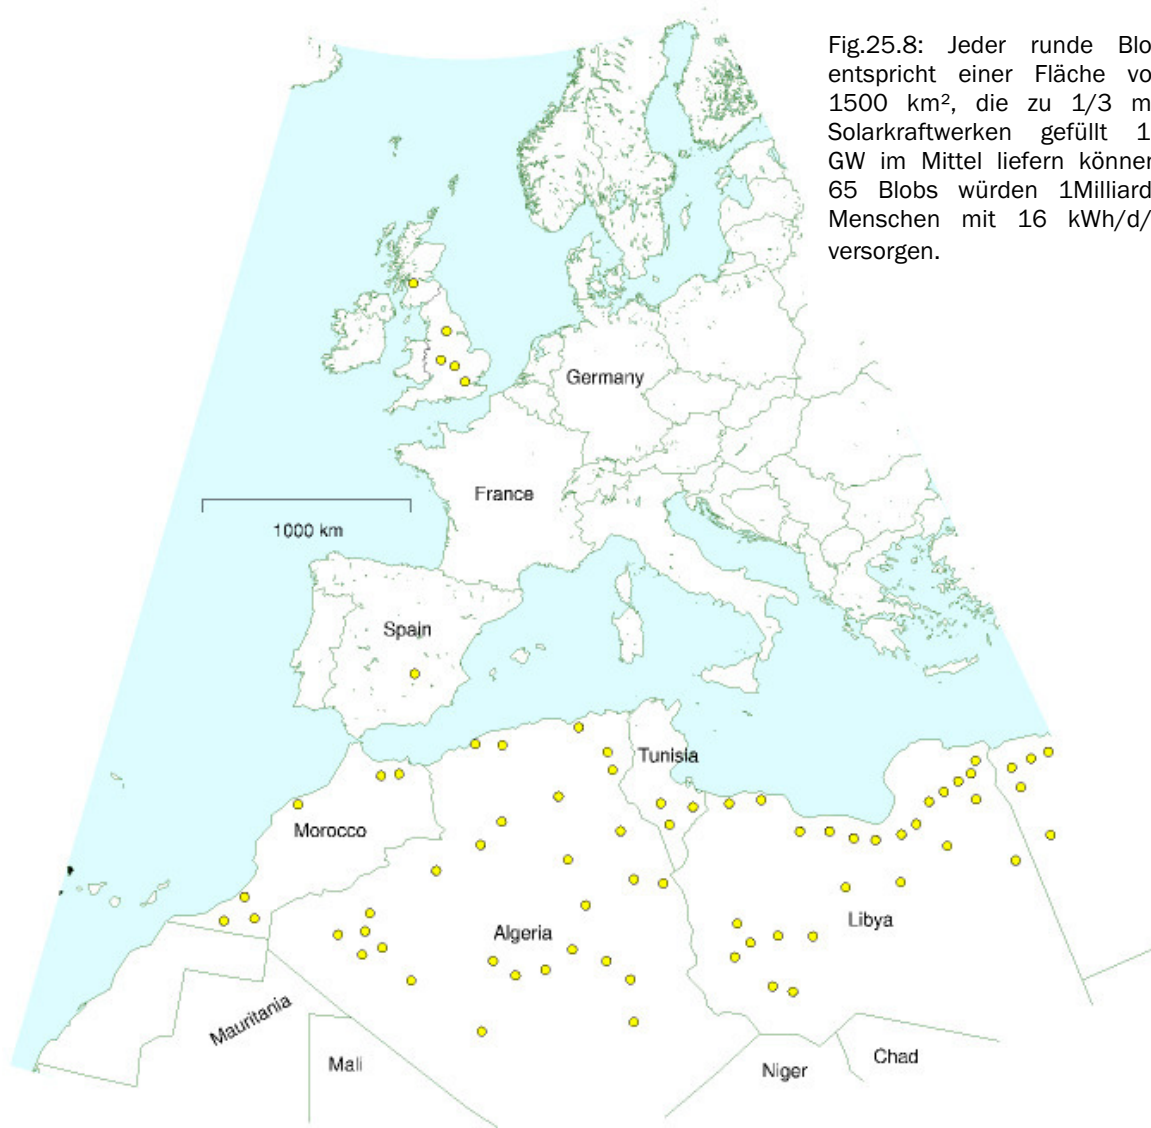 Fig.25.8: Jeder runde Blo
entspricht einer Fläche vo
1500 km², die zu 1/3 m
Solarkraftwerken gefüllt 1
GW im Mittel liefern könner
65 Blobs würden 1Milliard
Menschen mit 16 kWh/d/
versorgen.
Germany
France
1000 km
Spain
Tunisia
Morocco
Libya
Algeria
Mauritania
Mali
Chad
Niger